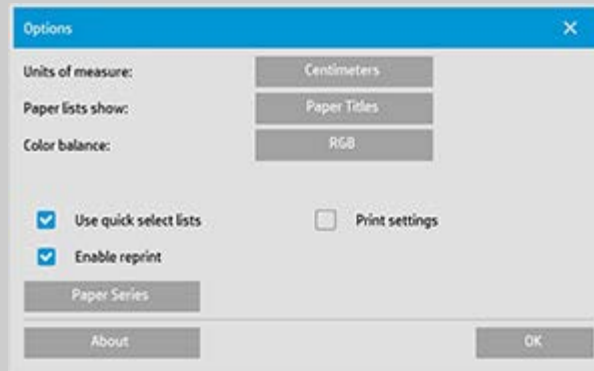 Options
Units of measure: Centimeters
Paper lists show: Paper Titles
Color balance: RGB
Use quick select lists Print settings
Enable reprint
Paper Series
About OK